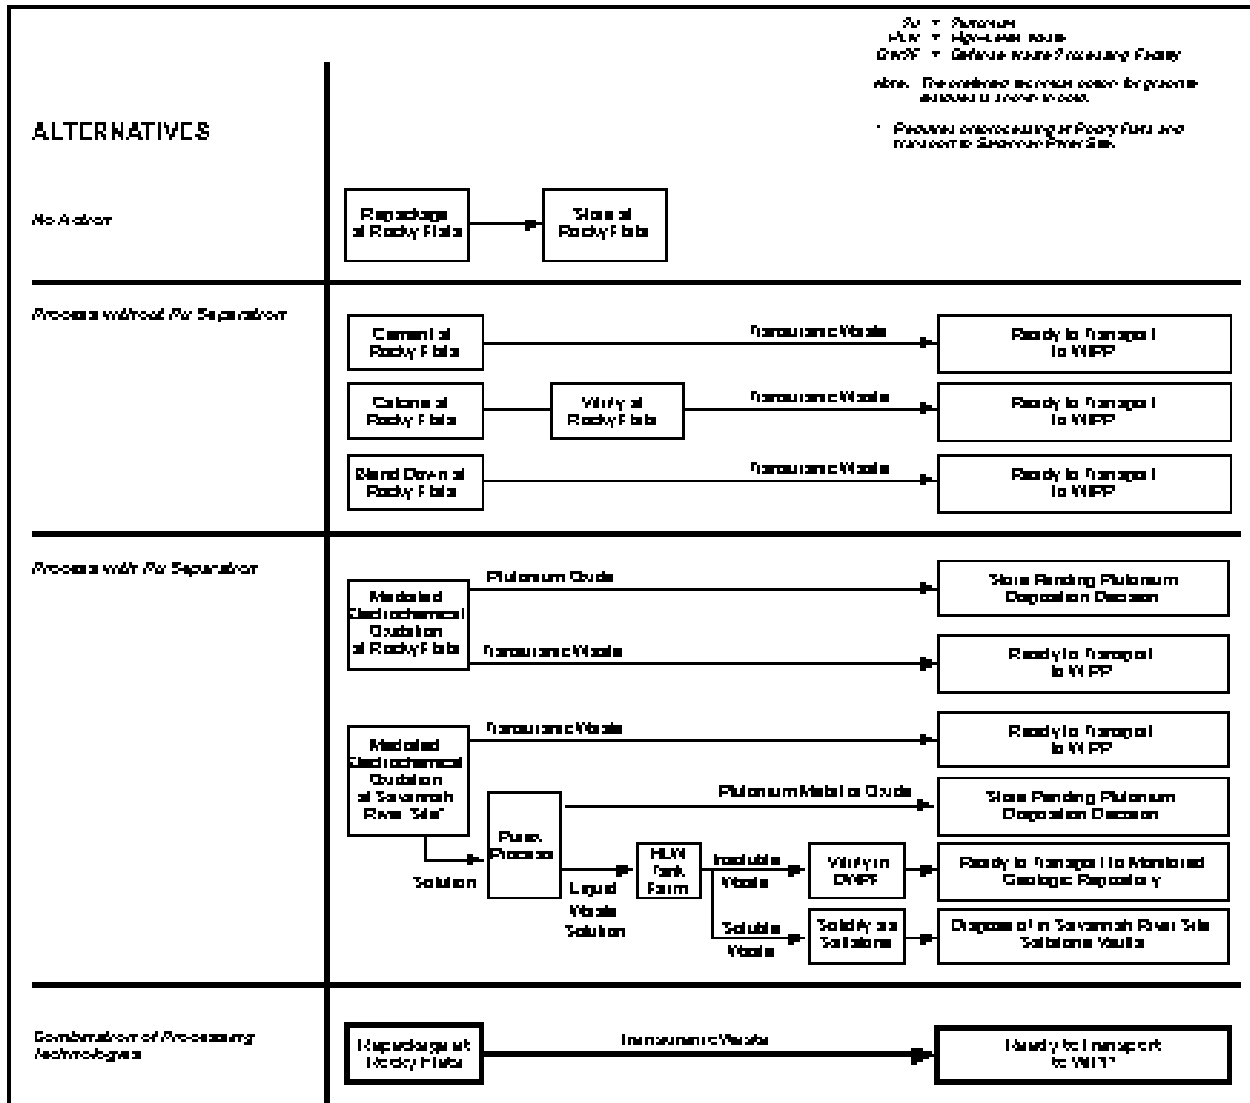 Pu = Plutonium
HLW = High-Level Waste
DWPF = Defense Waste Processing Facility
Note: The preferred technical option for graphite
residues is shown in bold.
* Requires preprocessing at Rocky Flats and
transport to Savannah River Site.
ALTERNATIVES
No Action
Repackage
at Rocky Flats
Store at
Rocky Flats
Process without Pu Separation
Cement at
Rocky Flats
Transuranic Waste
Ready to Transport
to WIPP
Calcine at
Rocky Flats
Vitrify at
Rocky Flats
Transuranic Waste
Ready to Transport
to WIPP
Blend Down at
Rocky Flats
Transuranic Waste
Ready to Transport
to WIPP
Process with Pu Separation
Mediated
Electrochemical
Oxidation
at Rocky Flats
Plutonium Oxide
Store Pending Plutonium
Disposition Decision
Transuranic Waste
Ready to Transport
to WIPP
Mediated
Electrochemical
Oxidation
at Savannah
River Site*
Transuranic Waste
Ready to Transport
to WIPP
Solution
Purex
Process
Plutonium Metal or Oxide
Store Pending Plutonium
Disposition Decision
Liquid
Waste
Solution
HLW
Tank
Farm
Insoluble
Waste
Vitrify in
DWPF
Ready to Transport to Monitored
Geologic Repository
Soluble
Waste
Solidify as
Saltstone
Dispose of in Savannah River Site
Saltstone Vaults
Combination of Processing
Technologies
Repackage at
Rocky Flats
Transuranic Waste
Ready to Transport
to WIPP